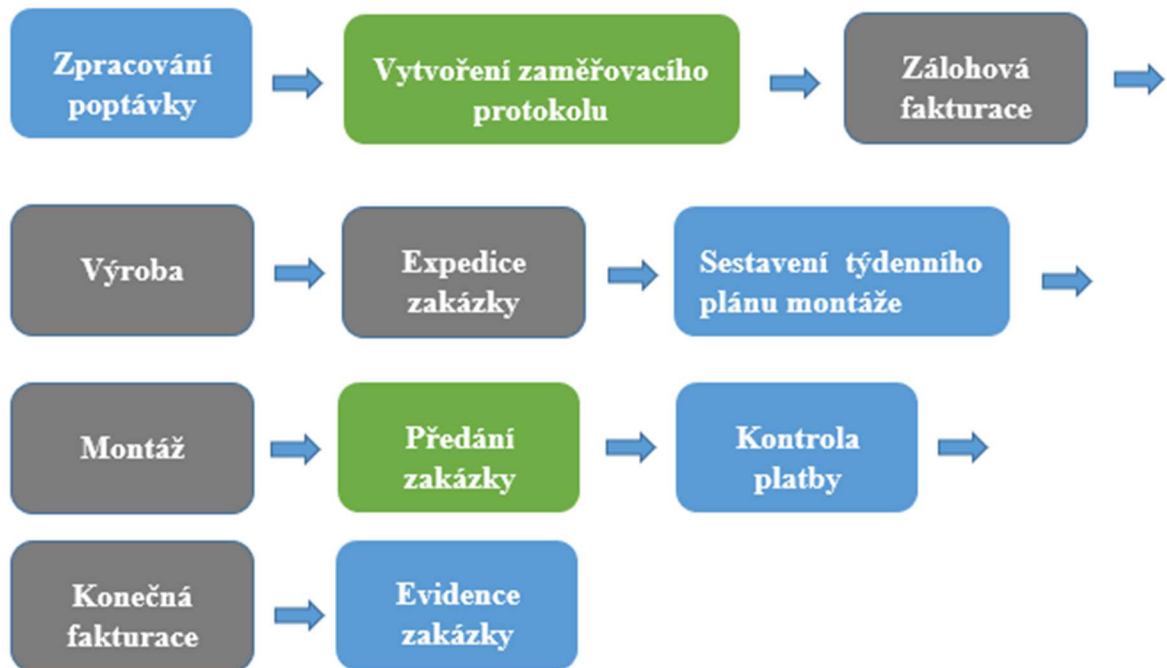 Zpracování
poptávky
Vytvoření zaměřovacího
protokolu
Zálohová
fakturace
Výroba
Expedice
zakázky
Sestavení týdenního
plánu montáže
Montáž
Předání
zakázky
Kontrola
platby
Konečná
fakturace
Evidence
zakázky